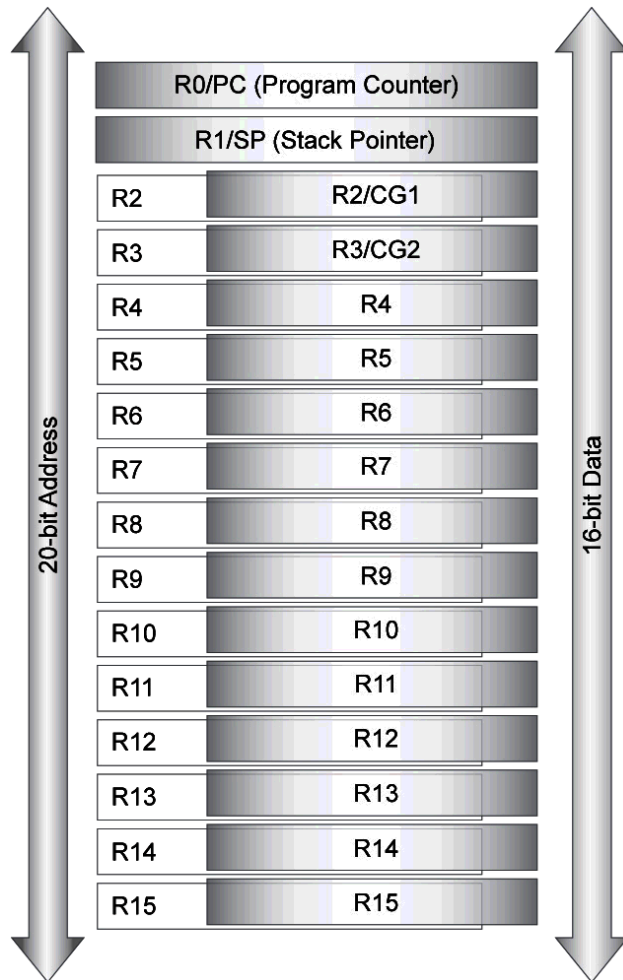 20-bit Address
R0/PC (Program Counter)
R1/SP (Stack Pointer)
R2 R2/CG1
R3 R3/CG2
R4 R4
R5 R5
R6 R6
R7 R7
R8 R8
R9 R9
R10 R10
R11 R11
R12 R12
R13 R13
R14 R14
R15 R15
16-bit Data